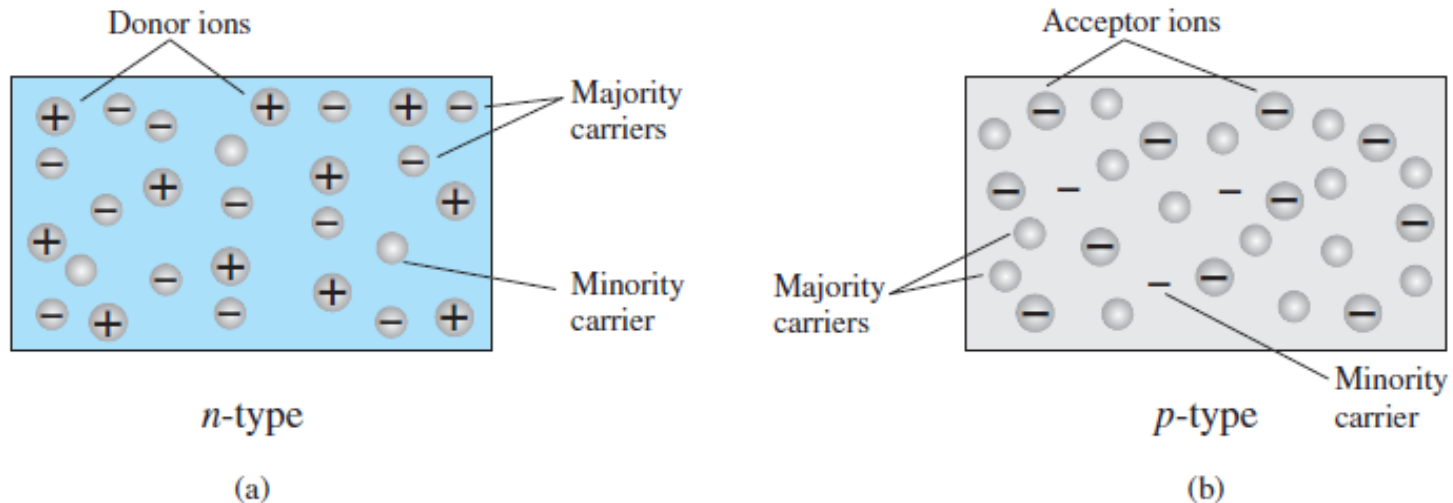 Donor ions
Majority
carriers
Minority
carrier
n-type
(a)
Acceptor ions
Majority
carriers
Minority
carrier
p-type
(b)